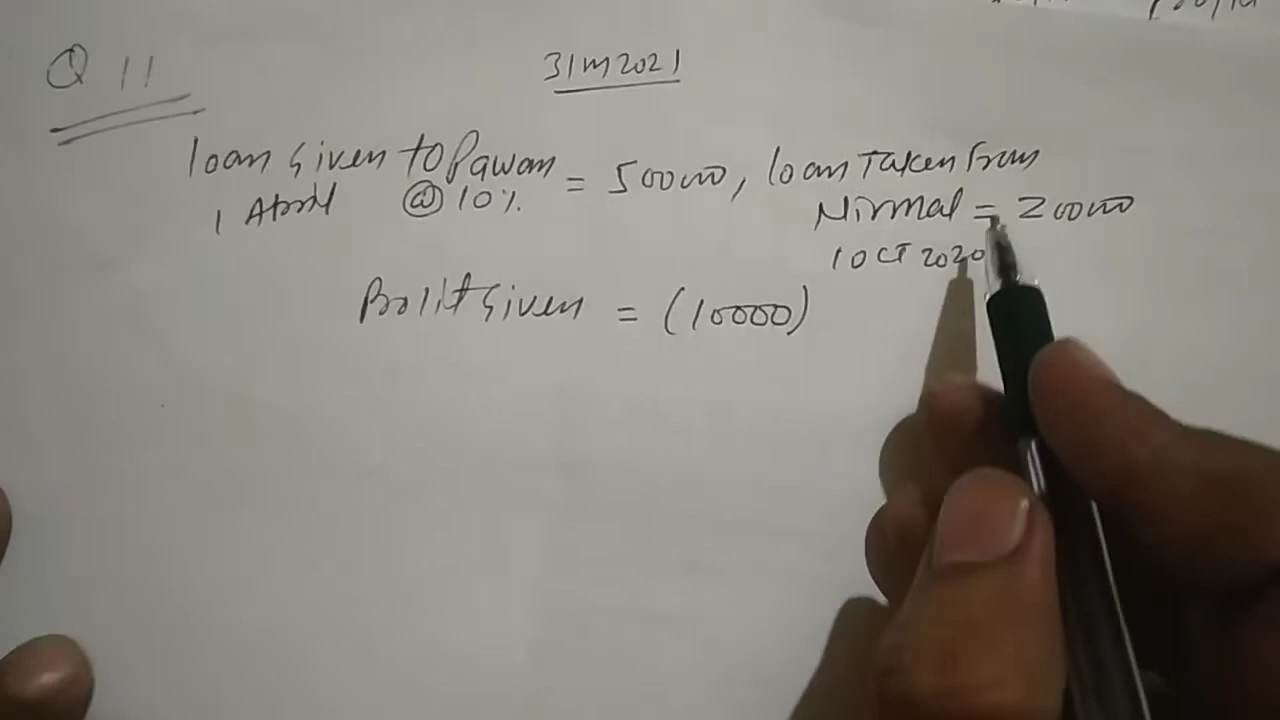 Q 11
31 M 2021
loan Given to Pawan = 50000, loan Taken From
1 April @ 10%
Nirmal = 20000
1 OCT 2020
Profit Given = (10000)